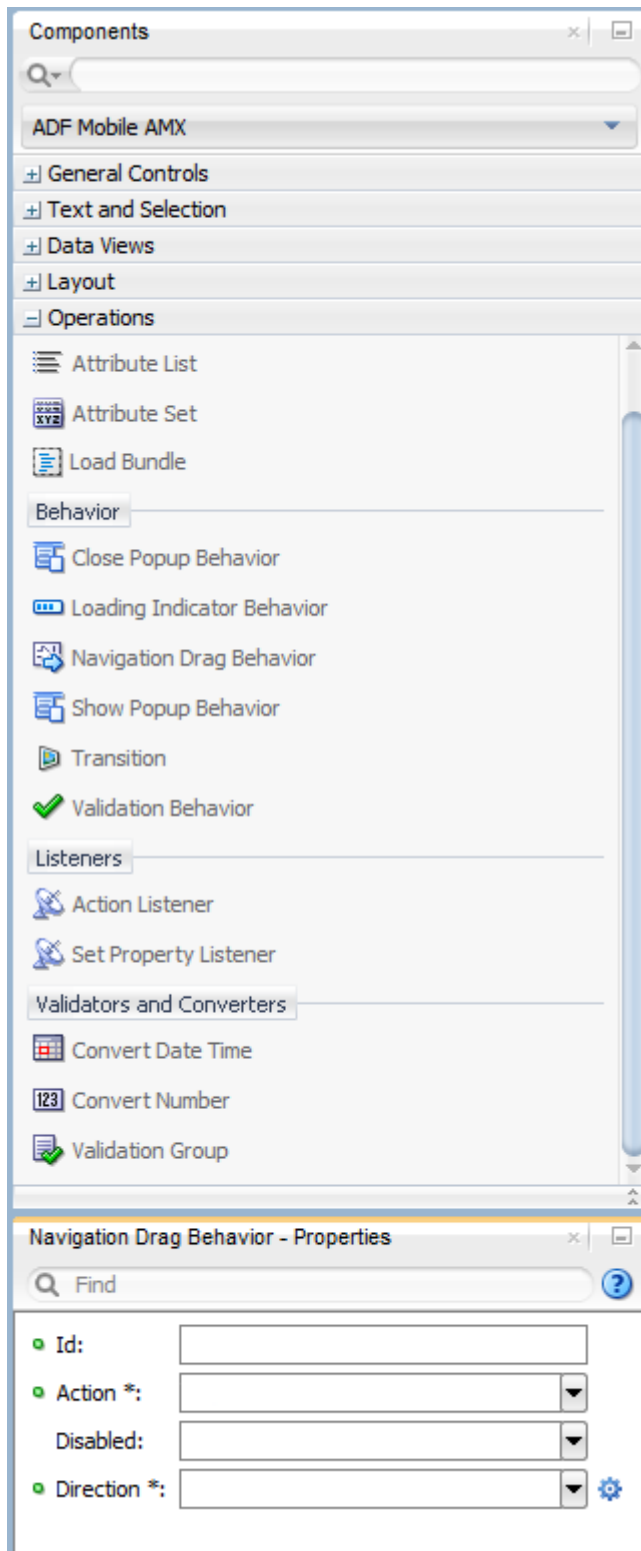 Components
ADF Mobile AMX
General Controls
Text and Selection
Data Views
Layout
Operations
Attribute List
XYZ
Attribute Set
Load Bundle
Behavior
Close Popup Behavior
Loading Indicator Behavior
Navigation Drag Behavior
Show Popup Behavior
Transition
Validation Behavior
Listeners
Action Listener
Set Property Listener
Validators and Converters
Convert Date Time
123 Convert Number
Validation Group
Navigation Drag Behavior - Properties
Find ?
Id:
Action *:
Disabled:
Direction *: